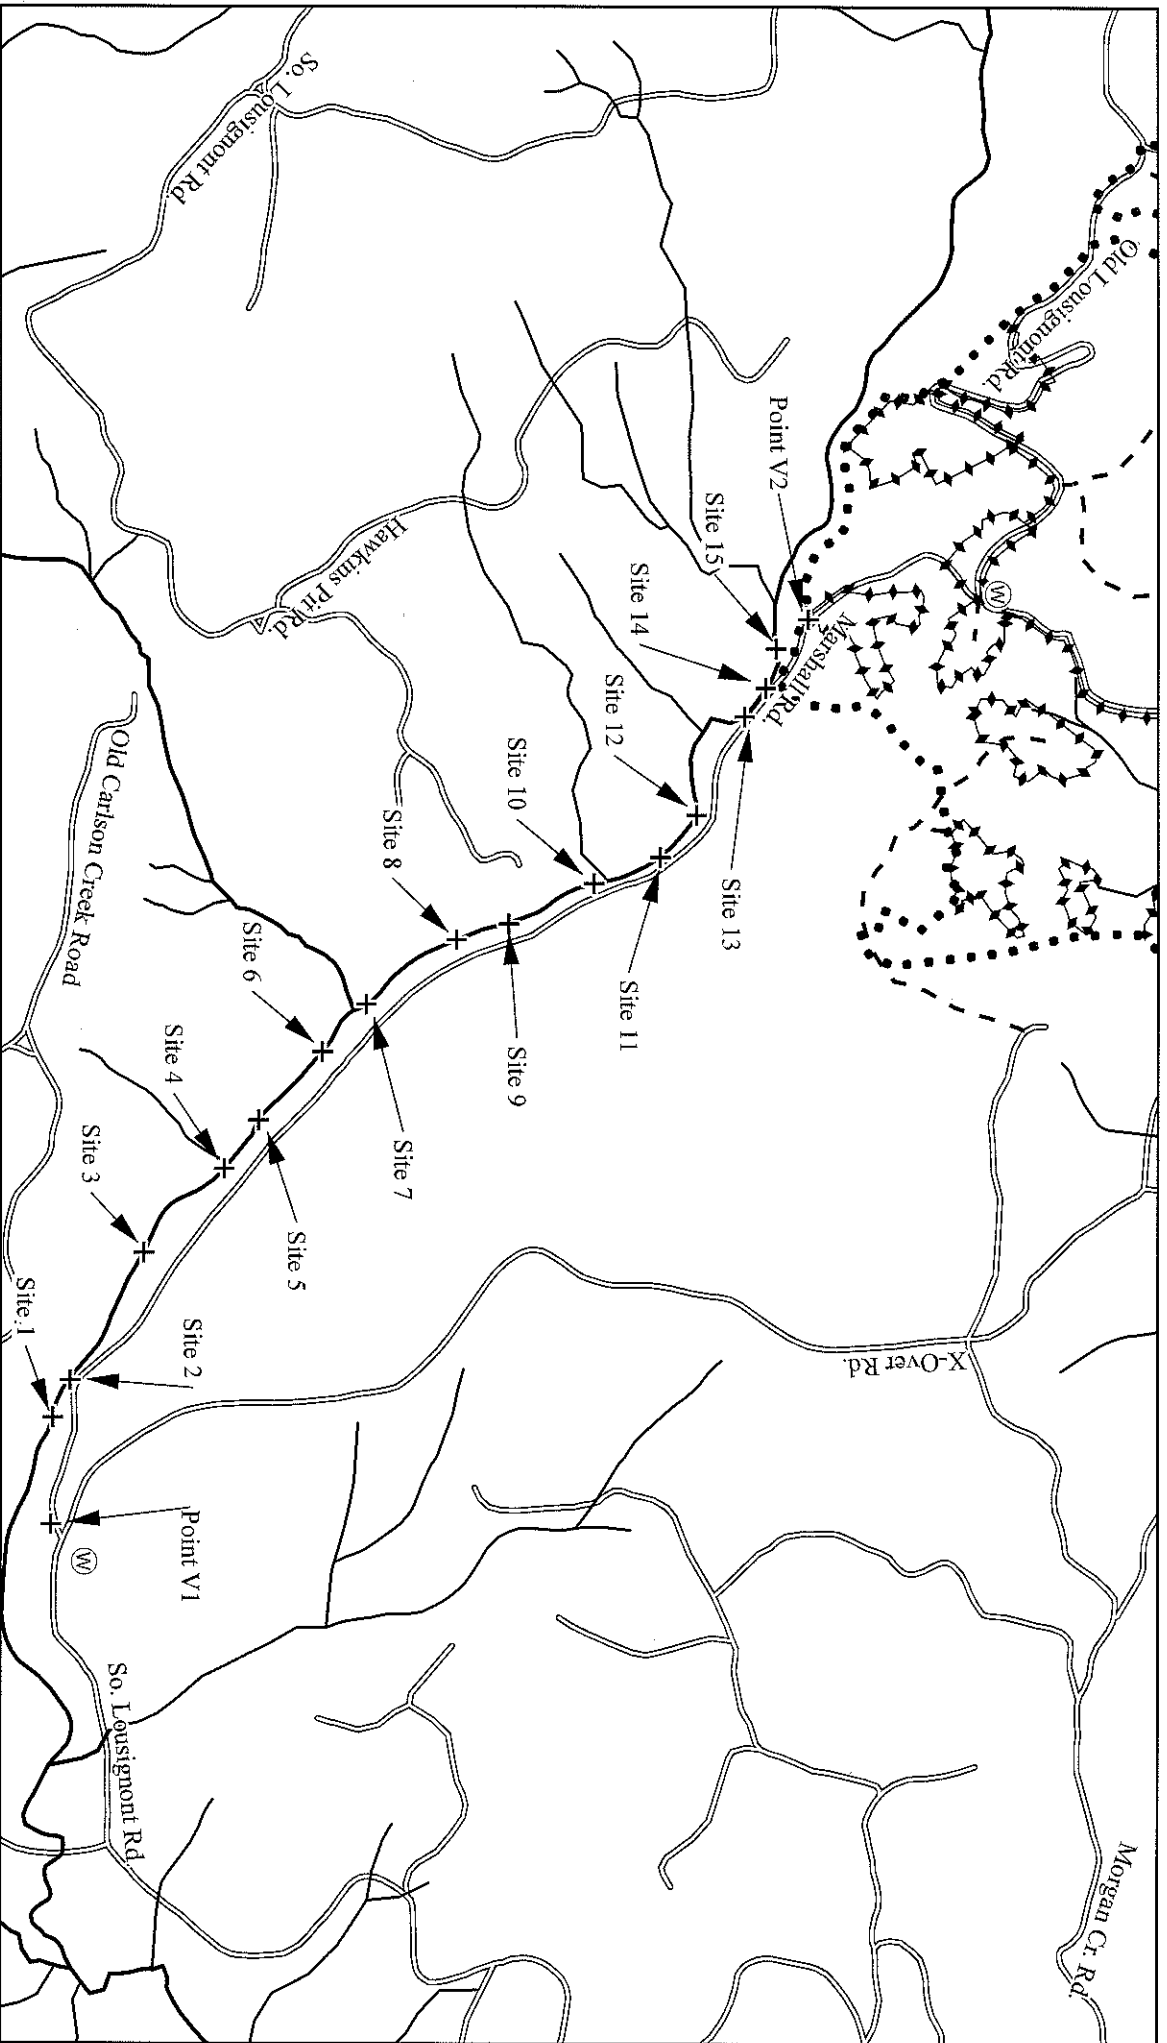 Old Lousignont Rd.
So. Lousignont Rd.
Point V2
Site 15
Site 14
Marshall Rd.
Hawkins Pit Rd.
Site 12
Site 10
Site 13
Site 8
Site 11
Site 9
Old Carlson Creek Road
Site 6
Site 4
Site 7
Site 3
Site 5
Site 1
Site 2
X-Over Rd.
Point V1
W
W
So. Lousignont Rd
Morgan Cr. Rd.